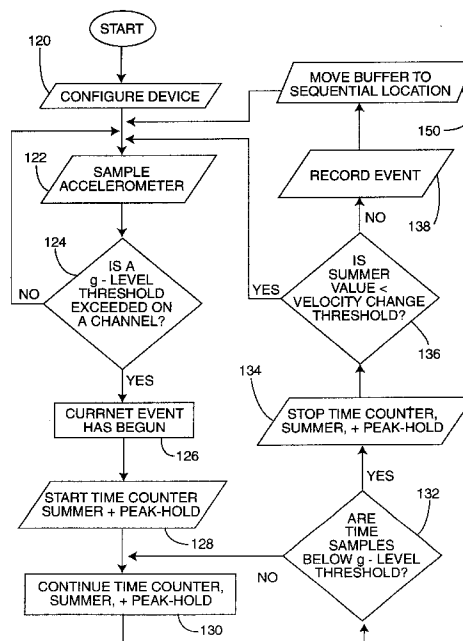 START
120
CONFIGURE DEVICE
122
SAMPLE
ACCELEROMETER
124
IS A
g - LEVEL
THRESHOLD
EXCEEDED ON
A CHANNEL?
NO
YES
CURRNET EVENT
HAS BEGUN
126
START TIME COUNTER
SUMMER + PEAK-HOLD
128
CONTINUE TIME COUNTER,
SUMMER, + PEAK-HOLD
130
ARE
TIME
SAMPLES
BELOW g - LEVEL
THRESHOLD?
132
NO
YES
134
STOP TIME COUNTER,
SUMMER, + PEAK-HOLD
IS
SUMMER
VALUE <
VELOCITY CHANGE
THRESHOLD?
136
YES
NO
RECORD EVENT
138
MOVE BUFFER TO
SEQUENTIAL LOCATION
150